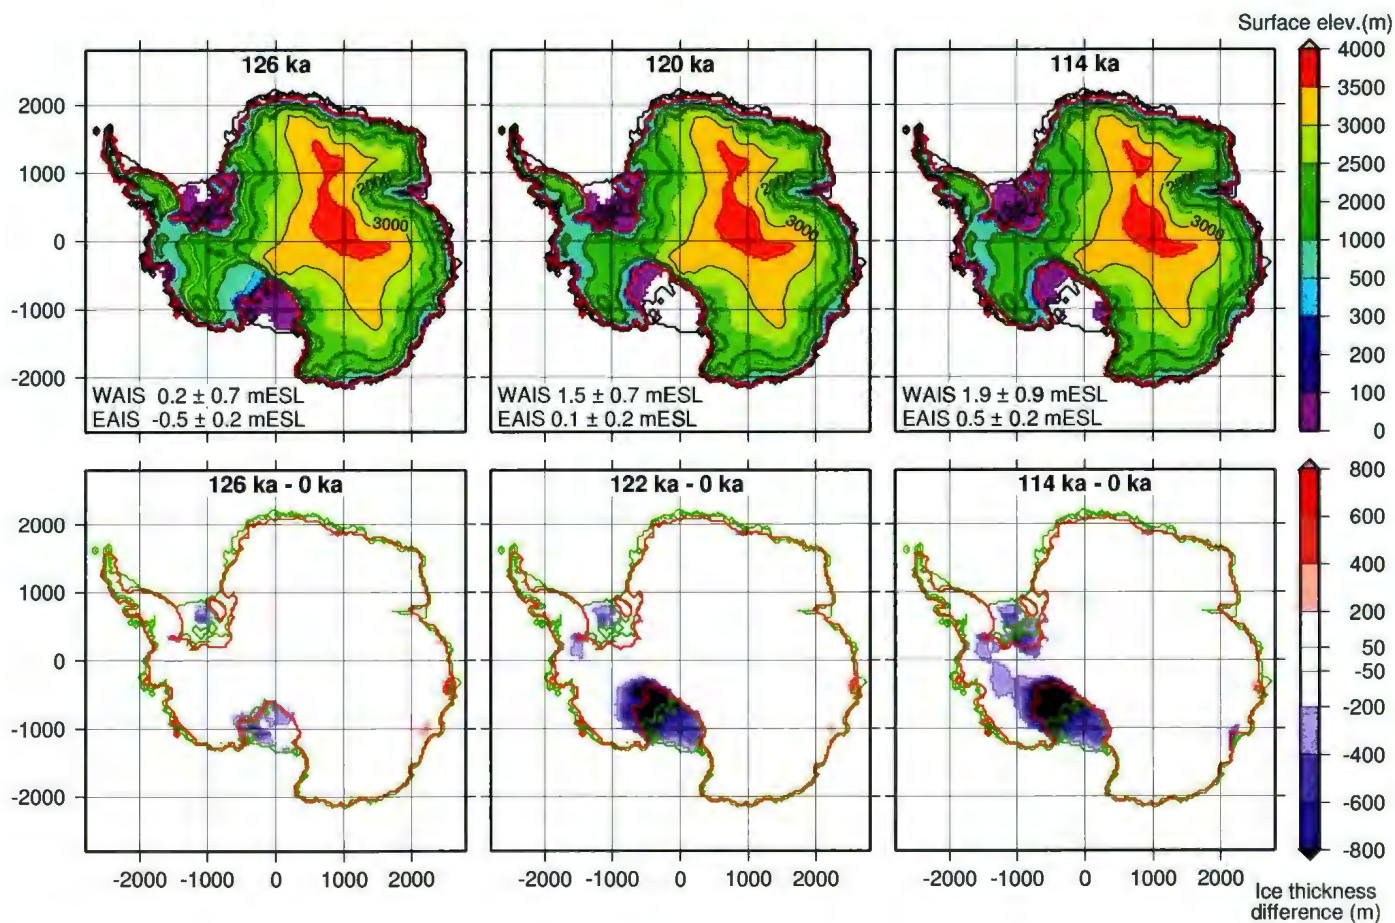 Surface elev.(m)
126 ka
120 ka
114 ka
4000
3500
3000
2500
2000
1000
500
300
200
100
0
2000
1000
0
-1000
-2000
3000
3000
3000
WAIS 0.2 ± 0.7 mESL
EAIS -0.5 ± 0.2 mESL
WAIS 1.5 ± 0.7 mESL
EAIS 0.1 ± 0.2 mESL
WAIS 1.9 ± 0.9 mESL
EAIS 0.5 ± 0.2 mESL
126 ka - 0 ka
122 ka - 0 ka
114 ka - 0 ka
800
600
400
200
50
-50
-200
-400
-600
-800
2000
1000
0
-1000
-2000
-2000 -1000 0 1000 2000
-2000 -1000 0 1000 2000
-2000 -1000 0 1000 2000
Ice thickness
difference (m)